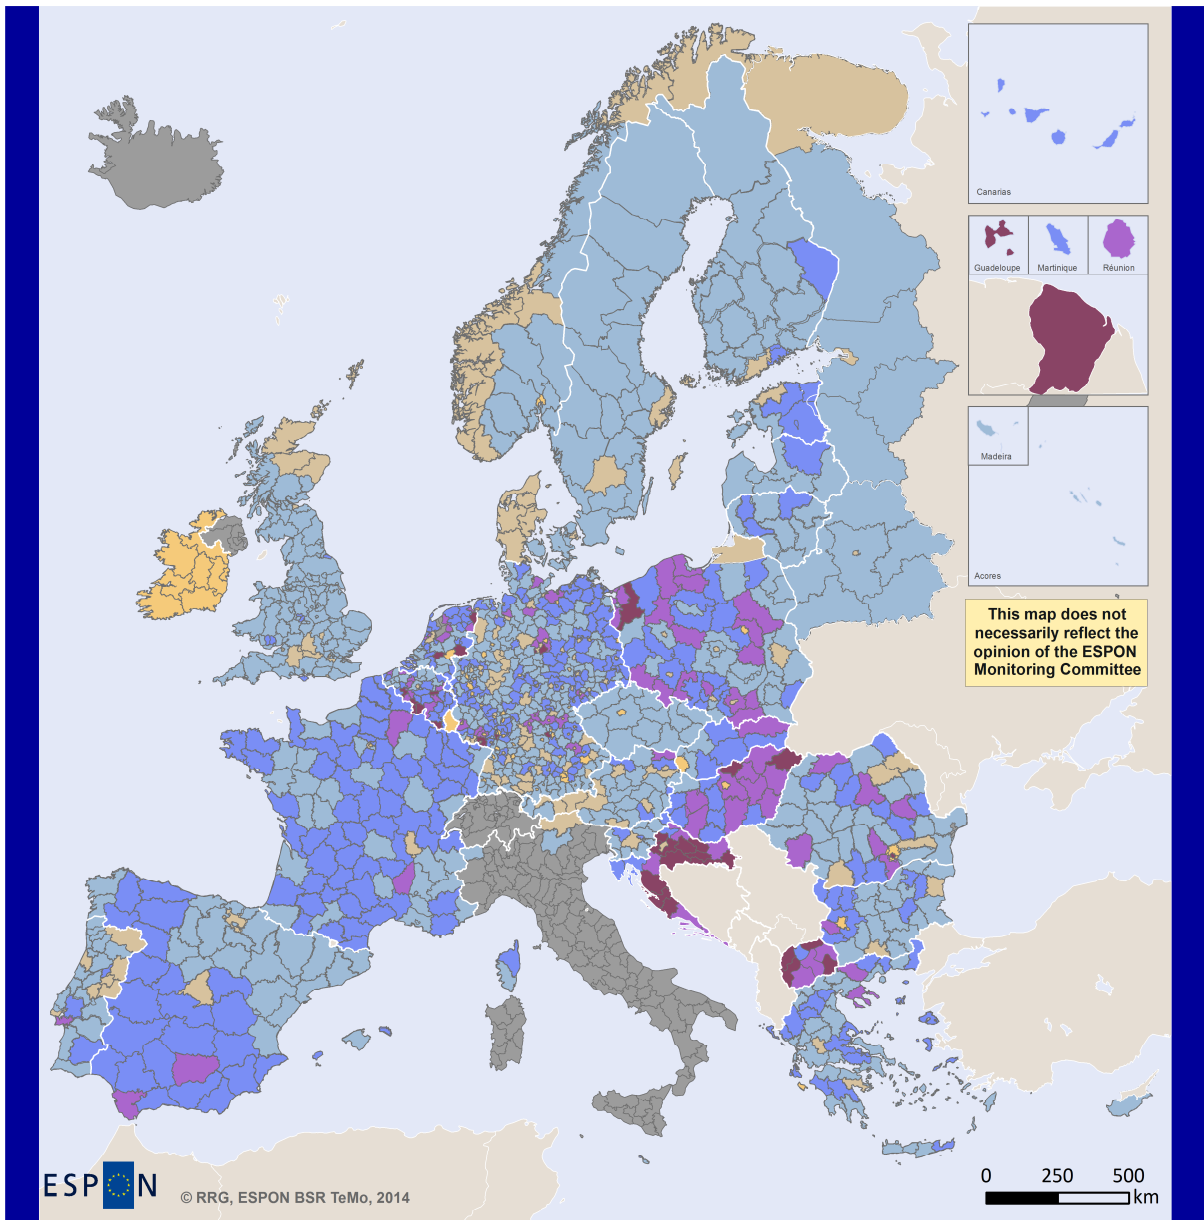 Canarias
Guadeloupe
Martinique
Réunion
Madeira
Acores
This map does not
necessarily reflect the
opinion of the ESPON
Monitoring Committee
ESPON
© RRG, ESPON BSR TeMo, 2014
0 250 500
km